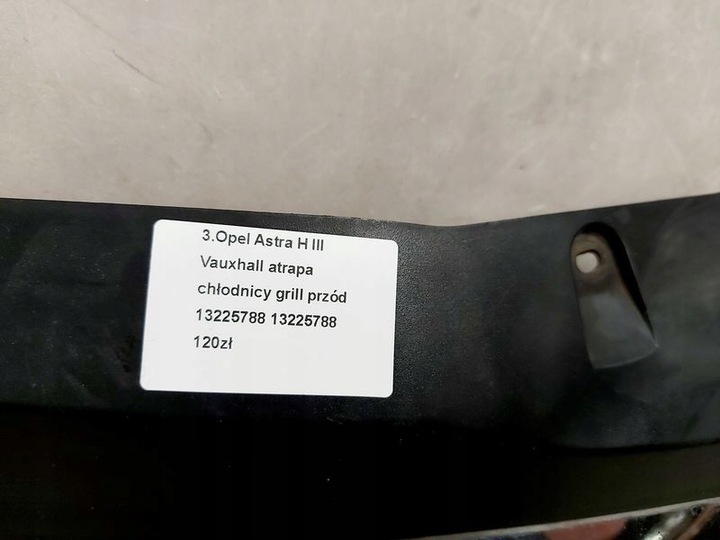 3.Opel Astra H III
Vauxhall atrapa
chłodnicy grill przód
13225788 13225788
120zł